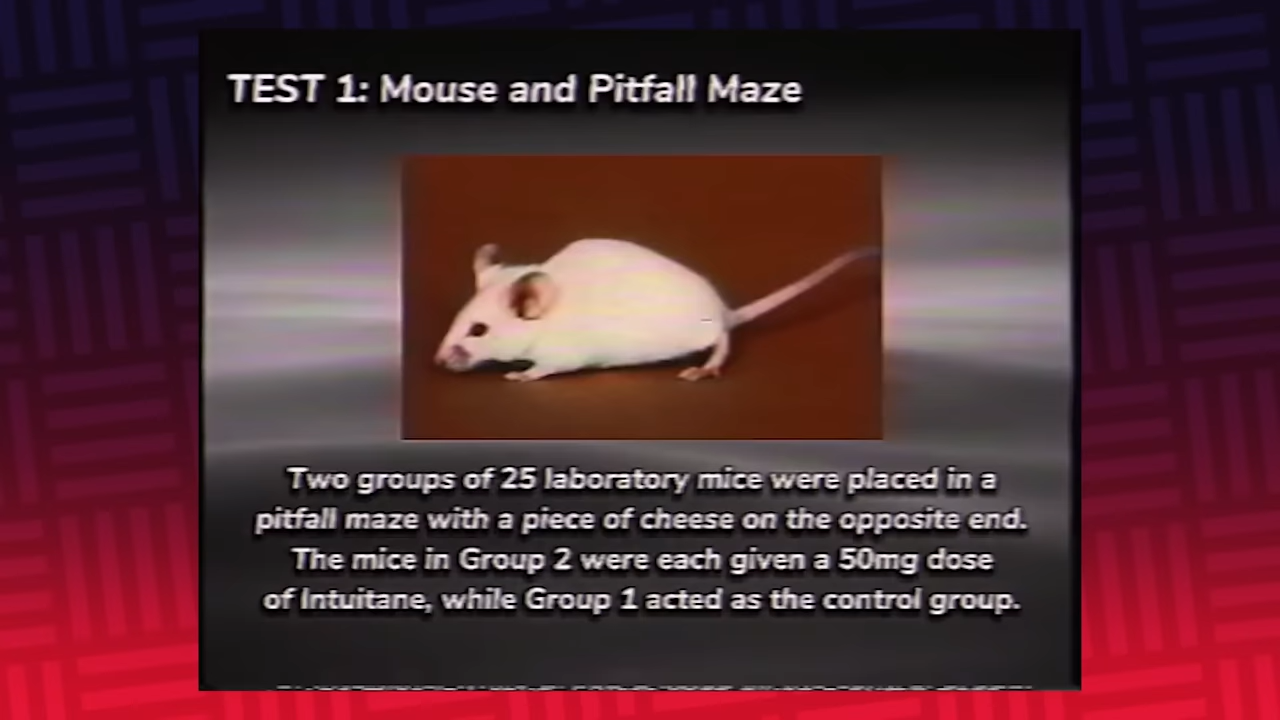 TEST 1: Mouse and Pitfall Maze
Two groups of 25 laboratory mice were placed in a
pitfall maze with a piece of cheese on the opposite end.
The mice in Group 2 were each given a 50mg dose
of Intuitane, while Group 1 acted as the control group.